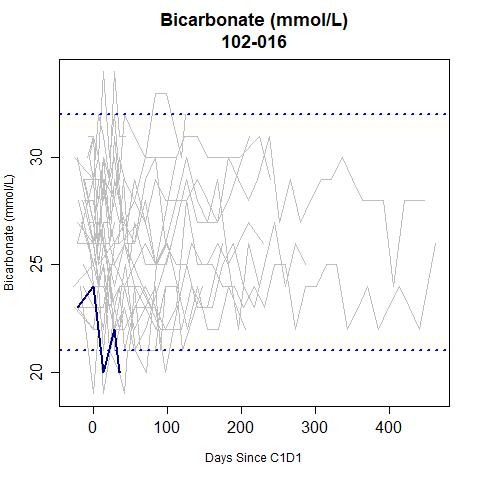 Bicarbonate (mmol/L)
102-016
Bicarbonate (mmol/L)
30
25
20
0 100 200 300 400
Days Since C1D1